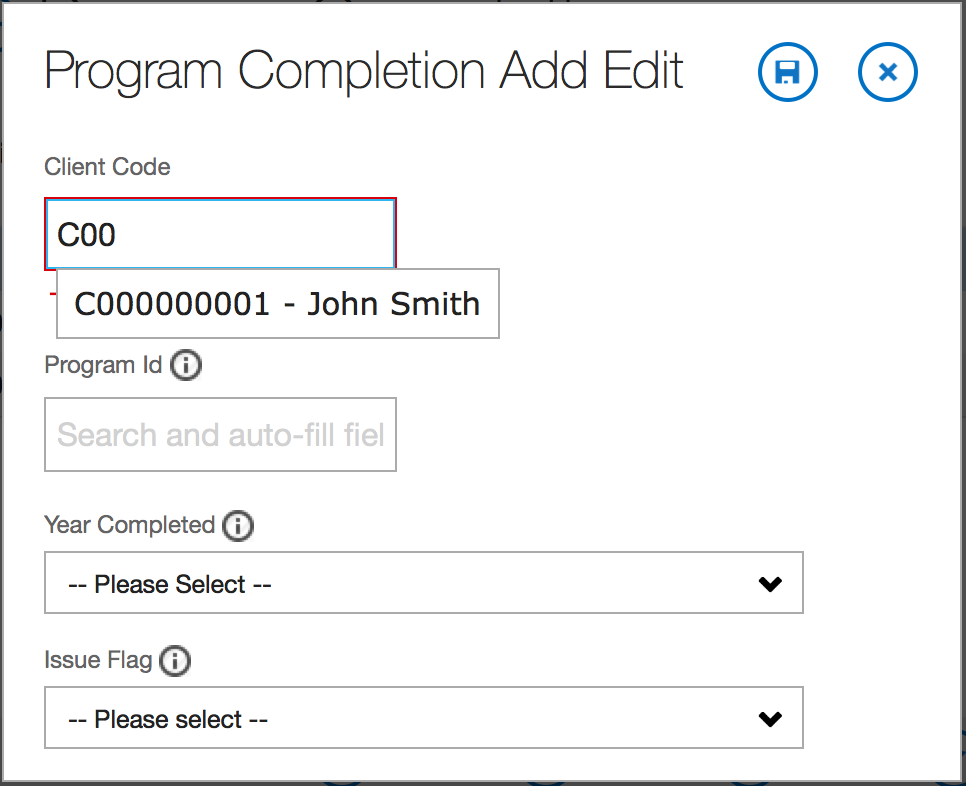 Program Completion Add Edit
Client Code
C00
C000000001 - John Smith
Program Id
Search and auto-fill fiel
Year Completed
-- Please Select --
Issue Flag
-- Please select --